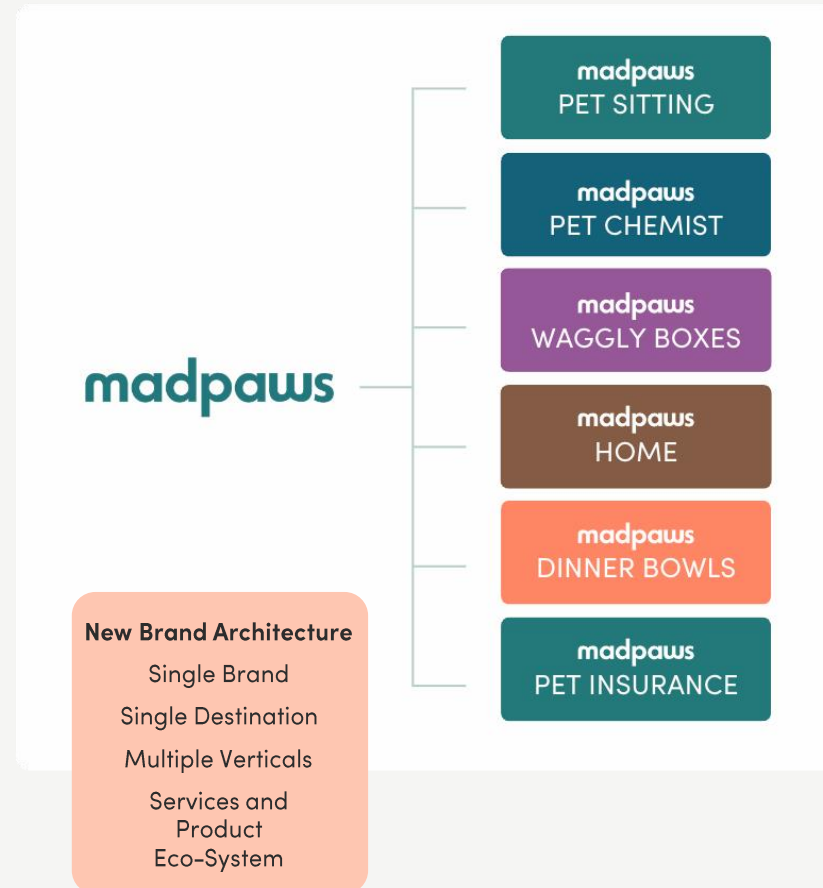 madpaws
madpaws
PET SITTING
madpaws
PET CHEMIST
madpaws
WAGGLY BOXES
madpaws
HOME
madpaws
DINNER BOWLS
madpaws
PET INSURANCE
New Brand Architecture
Single Brand
Single Destination
Multiple Verticals
Services and
Product
Eco-System